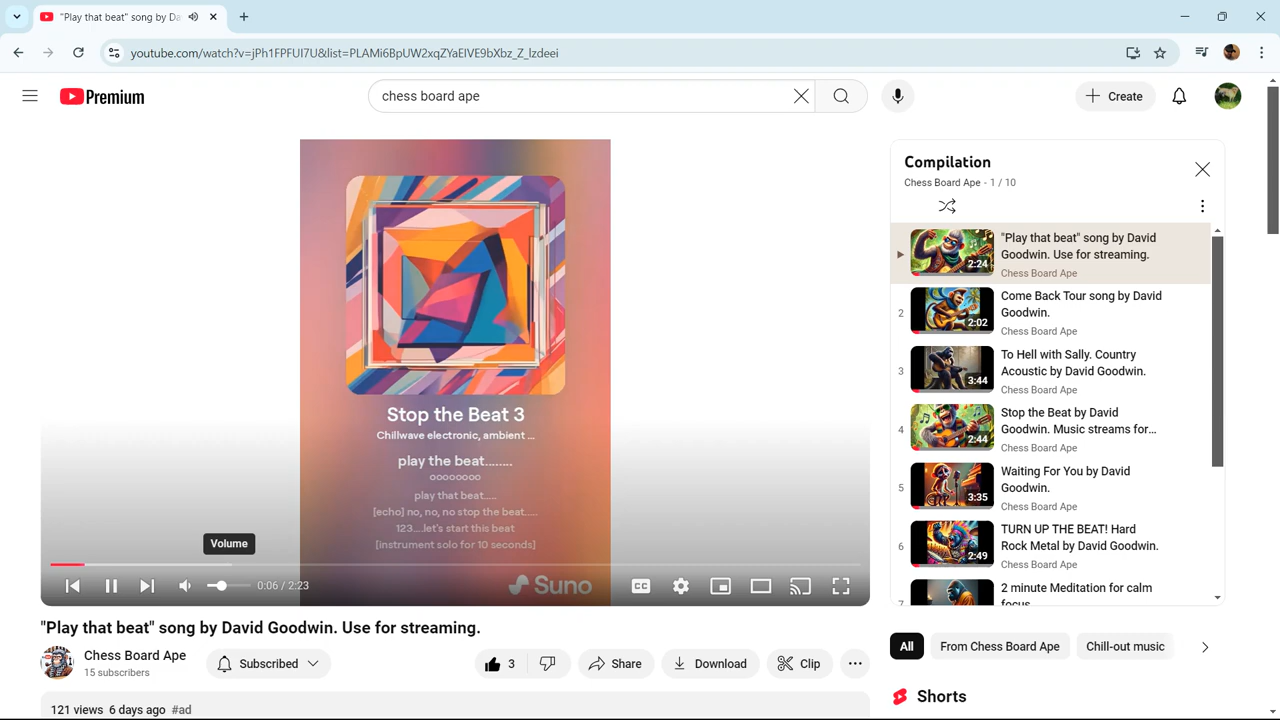 "Play that beat" song by Da
youtube.com/watch?v=jPh1FPFUI7U&list=PLAMi6BpUW2xqZYaEIVE9bXbz_Z_Izdeei
Premium
chess board ape
Create
Stop the Beat 3
Chillwave electronic, ambient ...
play the beat........
oooooooo
play that beat.....
[echo] no, no, no stop the beat.....
123....let's start this beat
[instrument solo for 10 seconds]
Suno
Volume
0:06 / 2:23
CC
"Play that beat" song by David Goodwin. Use for streaming.
Chess Board Ape
15 subscribers
Subscribed
3
Share
Download
Clip
121 views 6 days ago #ad
Compilation
Chess Board Ape - 1 / 10
2:24
"Play that beat" song by David
Goodwin. Use for streaming.
Chess Board Ape
2
2:02
Come Back Tour song by David
Goodwin.
Chess Board Ape
3
3:44
To Hell with Sally. Country
Acoustic by David Goodwin.
Chess Board Ape
4
2:44
Stop the Beat by David
Goodwin. Music streams for...
Chess Board Ape
5
3:35
Waiting For You by David
Goodwin.
Chess Board Ape
6
2:49
TURN UP THE BEAT! Hard
Rock Metal by David Goodwin.
Chess Board Ape
7
2 minute Meditation for calm
focus
All
From Chess Board Ape
Chill-out music
Shorts